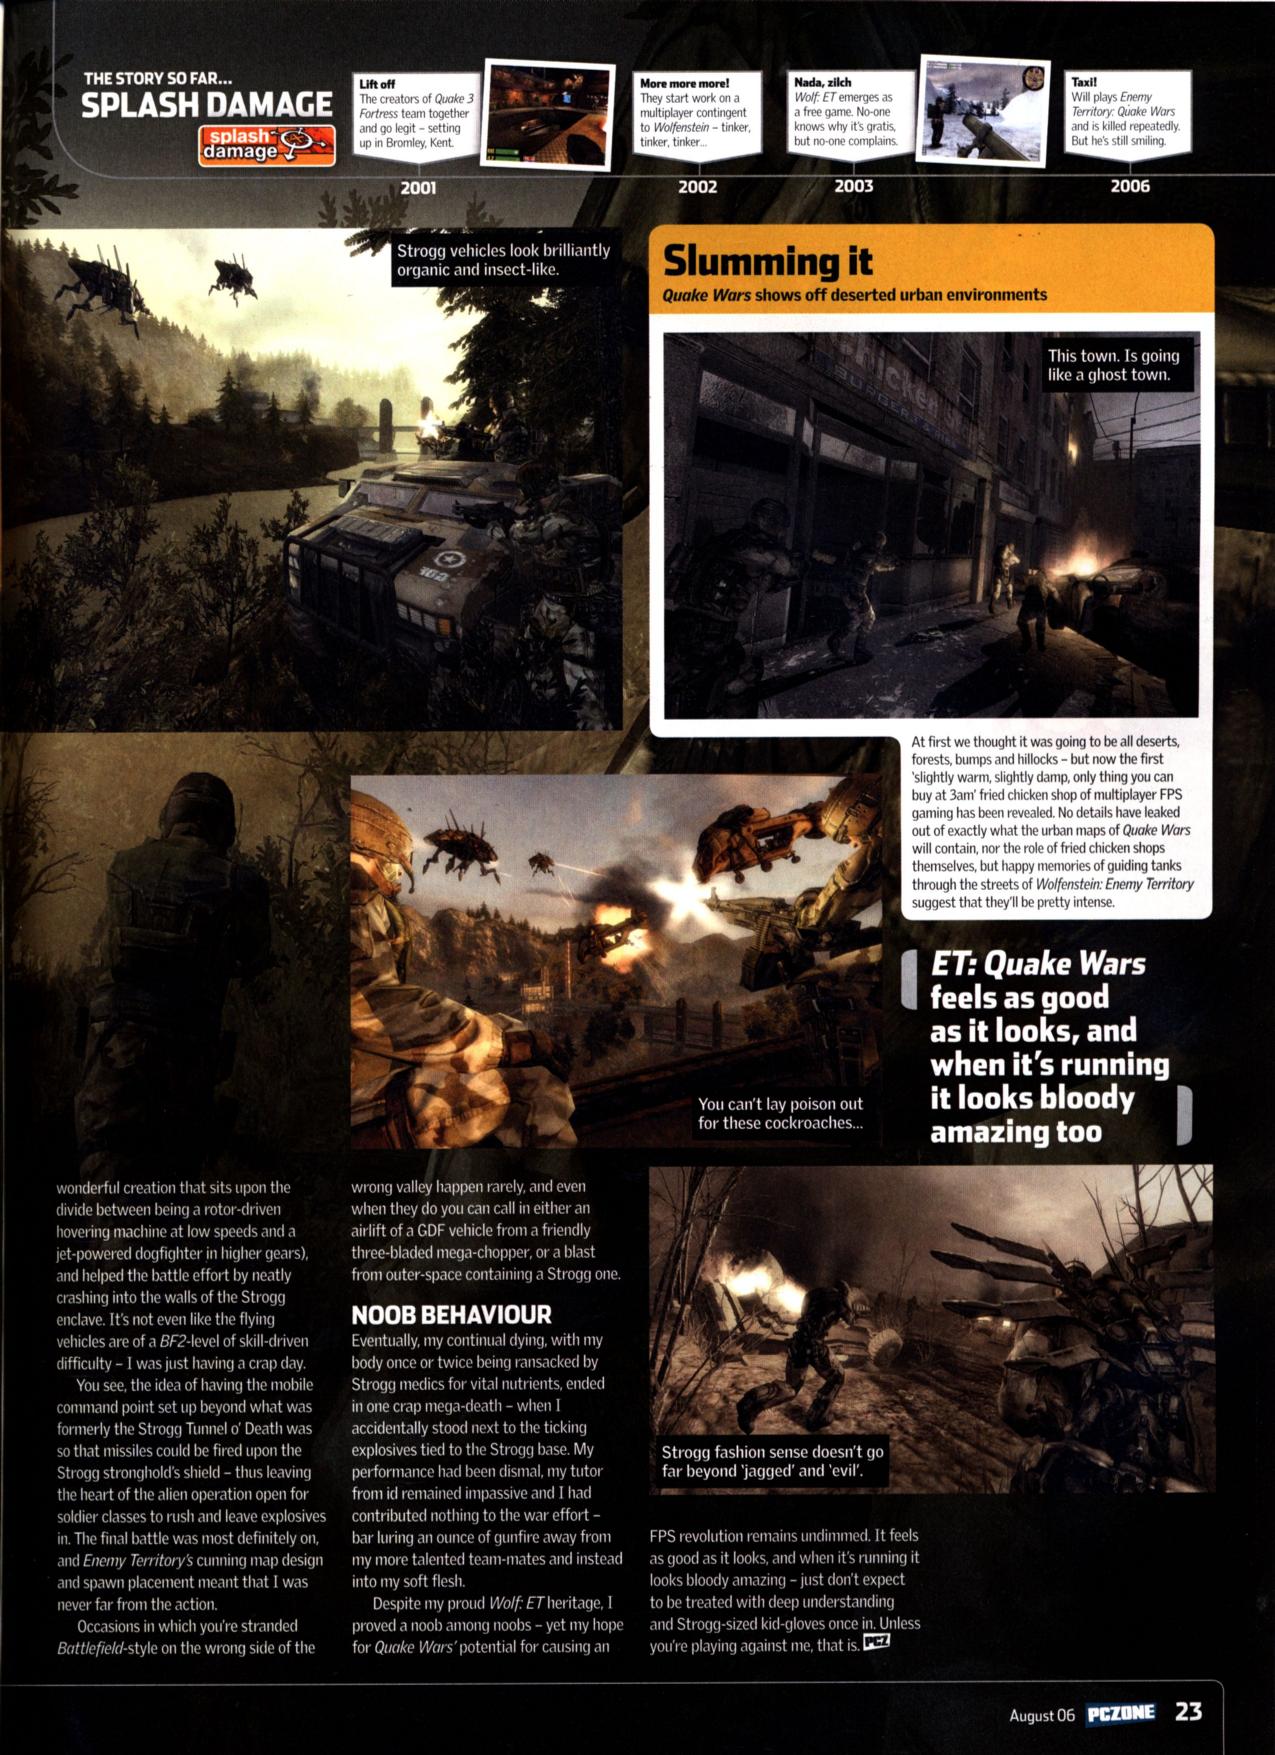 THE STORY SO FAR...
SPLASH DAMAGE
splash
damage
Lift off
The creators of Quake 3
Fortress team together
and go legit – setting
up in Bromley, Kent.
2001
More more more!
They start work on a
multiplayer contingent
to Wolfenstein – tinker,
tinker, tinker...
2002
Nada, zilch
Wolf: ET emerges as
a free game. No-one
knows why it's gratis,
but no-one complains.
2003
Taxi!
Will plays Enemy
Territory: Quake Wars
and is killed repeatedly.
But he's still smiling.
2006
Strogg vehicles look brilliantly
organic and insect-like.
Slumming it
Quake Wars shows off deserted urban environments
This town. Is going
like a ghost town.
At first we thought it was going to be all deserts,
forests, bumps and hillocks – but now the first
'slightly warm, slightly damp, only thing you can
buy at 3am' fried chicken shop of multiplayer FPS
gaming has been revealed. No details have leaked
out of exactly what the urban maps of Quake Wars
will contain, nor the role of fried chicken shops
themselves, but happy memories of guiding tanks
through the streets of Wolfenstein: Enemy Territory
suggest that they'll be pretty intense.
You can't lay poison out
for these cockroaches...
ET: Quake Wars
feels as good
as it looks, and
when it's running
it looks bloody
amazing too
wonderful creation that sits upon the
divide between being a rotor-driven
hovering machine at low speeds and a
jet-powered dogfighter in higher gears),
and helped the battle effort by neatly
crashing into the walls of the Strogg
enclave. It's not even like the flying
vehicles are of a BF2-level of skill-driven
difficulty – I was just having a crap day.
You see, the idea of having the mobile
command point set up beyond what was
formerly the Strogg Tunnel o' Death was
so that missiles could be fired upon the
Strogg stronghold's shield – thus leaving
the heart of the alien operation open for
soldier classes to rush and leave explosives
in. The final battle was most definitely on,
and Enemy Territory's cunning map design
and spawn placement meant that I was
never far from the action.
Occasions in which you're stranded
Battlefield-style on the wrong side of the
wrong valley happen rarely, and even
when they do you can call in either an
airlift of a GDF vehicle from a friendly
three-bladed mega-chopper, or a blast
from outer-space containing a Strogg one.
NOOB BEHAVIOUR
Eventually, my continual dying, with my
body once or twice being ransacked by
Strogg medics for vital nutrients, ended
in one crap mega-death – when I
accidentally stood next to the ticking
explosives tied to the Strogg base. My
performance had been dismal, my tutor
from id remained impassive and I had
contributed nothing to the war effort –
bar luring an ounce of gunfire away from
my more talented team-mates and instead
into my soft flesh.
Despite my proud Wolf: ET heritage, I
proved a noob among noobs – yet my hope
for Quake Wars' potential for causing an
Strogg fashion sense doesn't go
far beyond 'jagged' and 'evil'.
FPS revolution remains undimmed. It feels
as good as it looks, and when it's running it
looks bloody amazing – just don't expect
to be treated with deep understanding
and Strogg-sized kid-gloves once in. Unless
you're playing against me, that is. PCZ
August 06 PCZONE 23